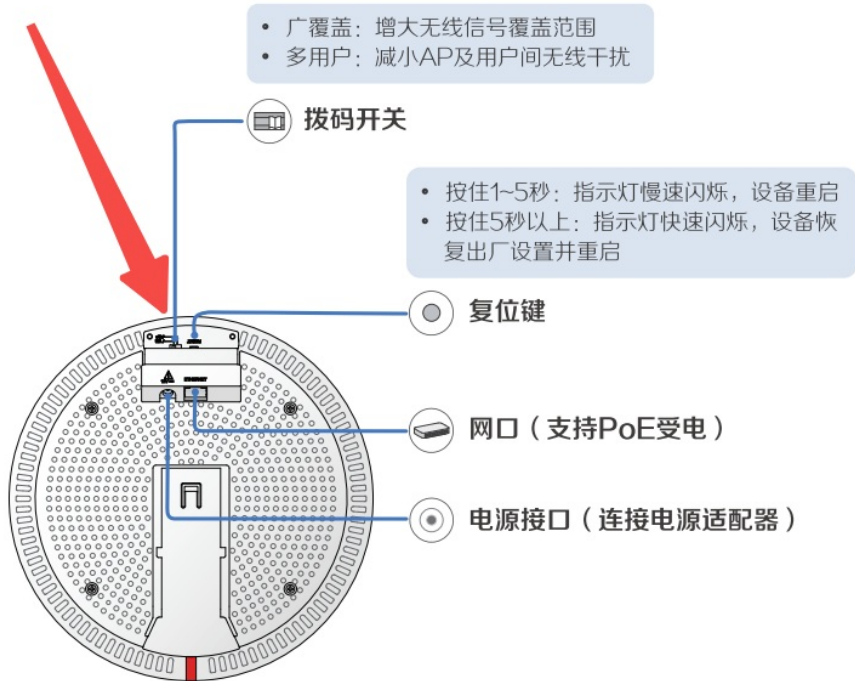 • 广覆盖：增大无线信号覆盖范围
• 多用户：减小AP及用户间无线干扰
拨码开关
• 按住1~5秒：指示灯慢速闪烁，设备重启
• 按住5秒以上：指示灯快速闪烁，设备恢
复出厂设置并重启
复位键
网口（支持PoE受电）
电源接口（连接电源适配器）